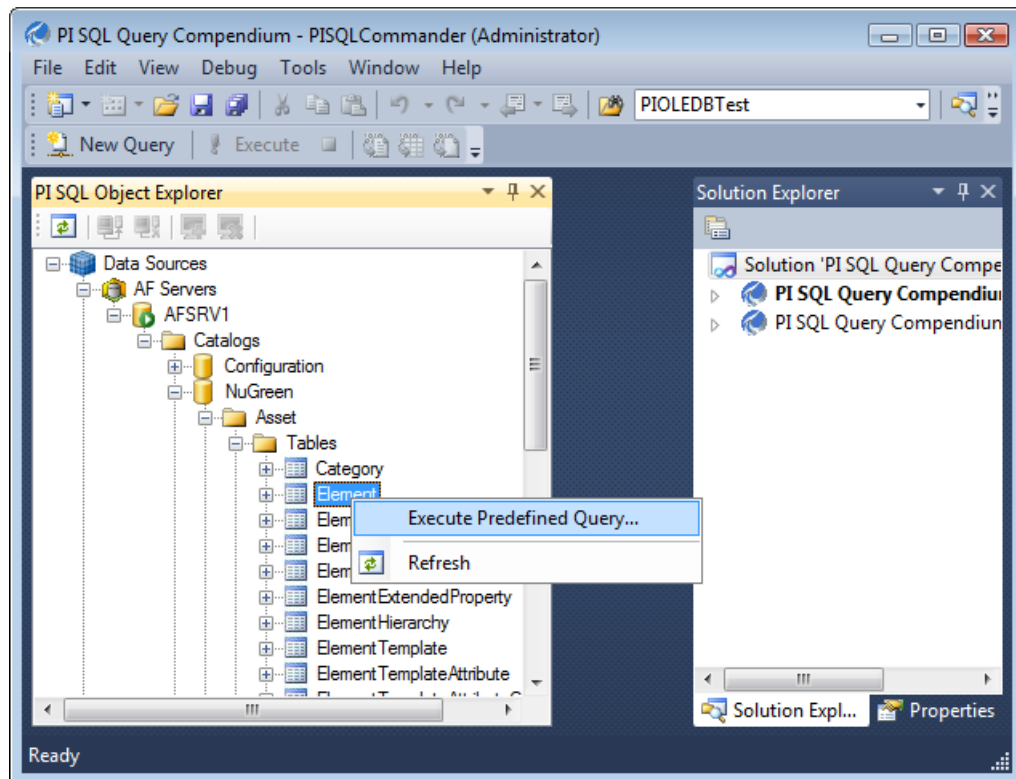 PI SQL Query Compendium - PISQLCommander (Administrator)
File Edit View Debug Tools Window Help
PIOLEDBTest
New Query Execute
PI SQL Object Explorer
Data Sources
AF Servers
AFSRV1
Catalogs
Configuration
NuGreen
Asset
Tables
Category
Element
Elem
Elem
Elem
ElementExtendedProperty
ElementHierarchy
ElementTemplate
ElementTemplateAttribute
Execute Predefined Query...
Refresh
Solution Explorer
Solution 'PI SQL Query Compe
PI SQL Query Compendiu
PI SQL Query Compendiun
Solution Expl... Properties
Ready